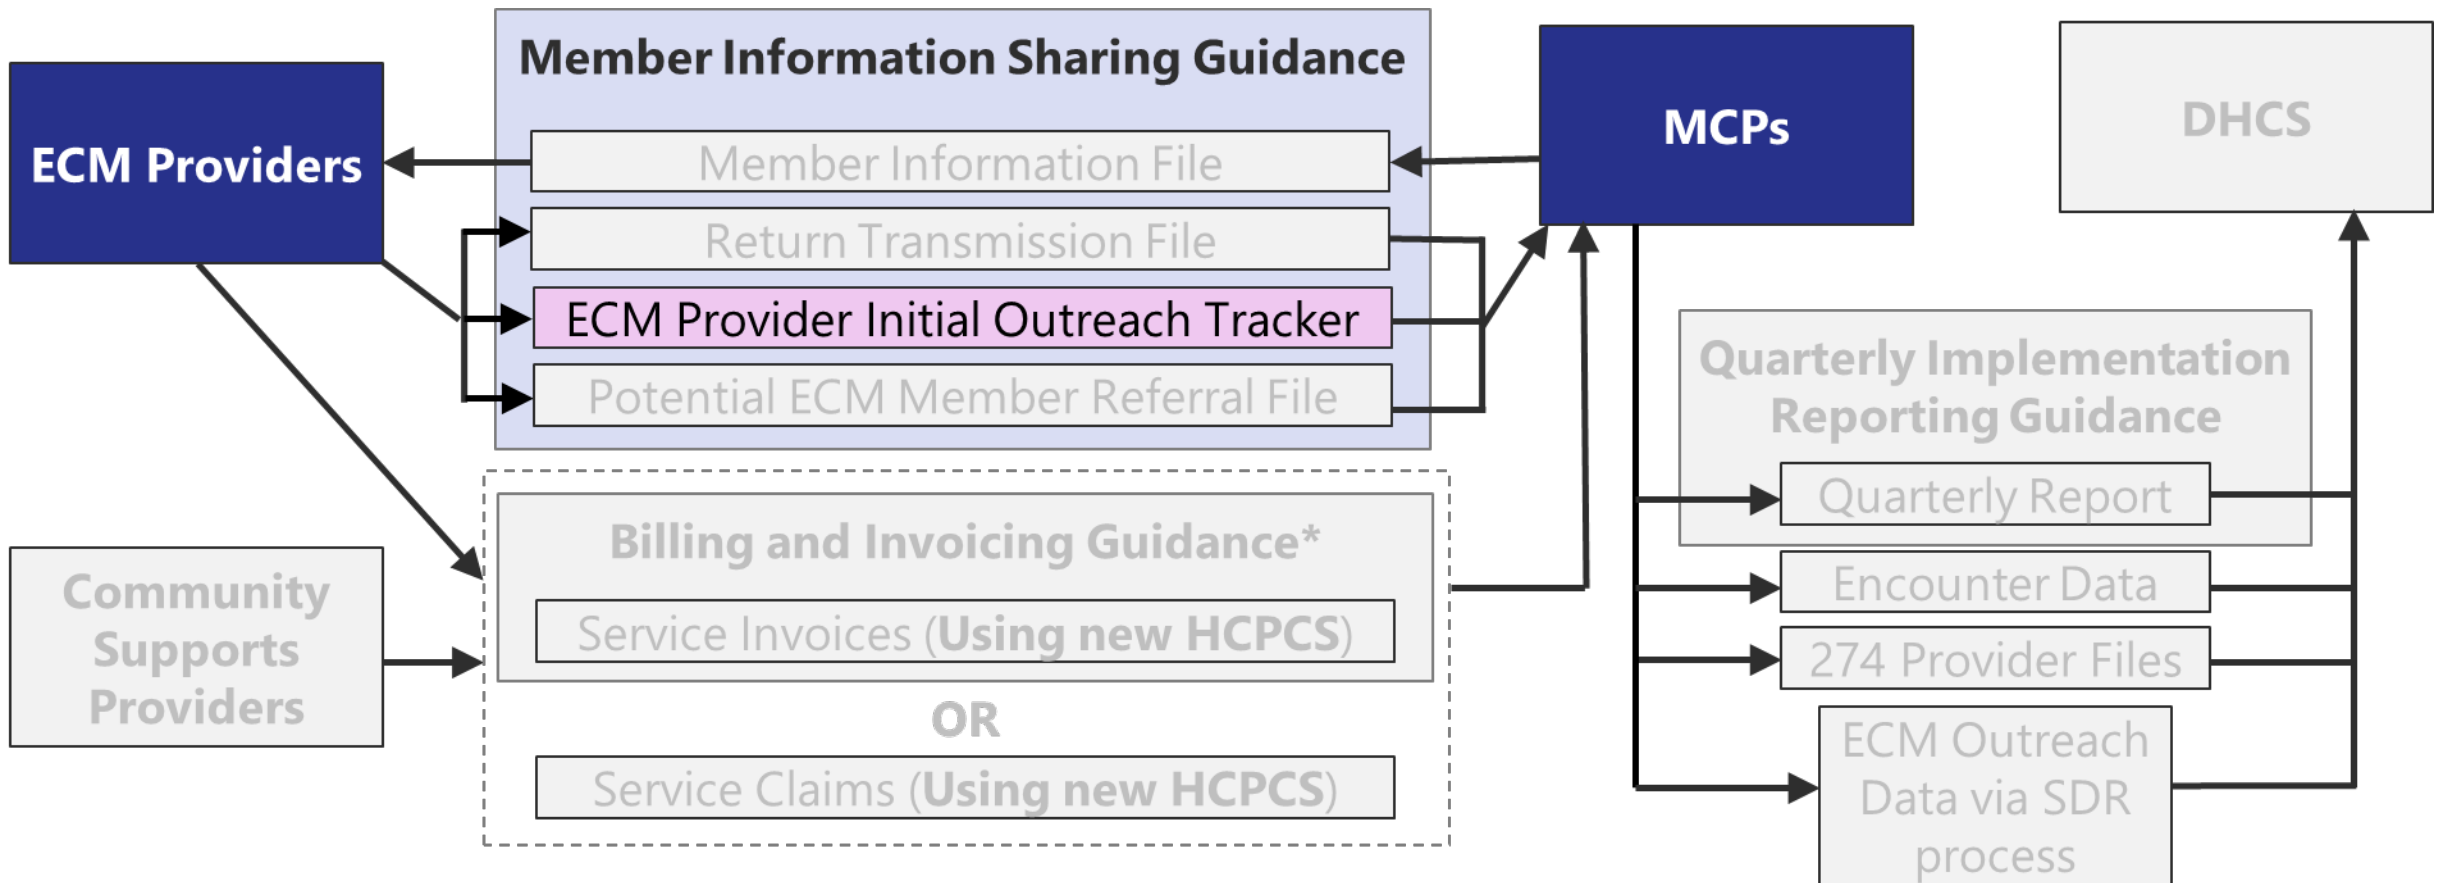 ECM Providers
Member Information Sharing Guidance
Member Information File
Return Transmission File
ECM Provider Initial Outreach Tracker
Potential ECM Member Referral File
MCPs
DHCS
Community
Supports
Providers
Billing and Invoicing Guidance*
Service Invoices (Using new HCPCS)
OR
Service Claims (Using new HCPCS)
Quarterly Implementation
Reporting Guidance
Quarterly Report
Encounter Data
274 Provider Files
ECM Outreach
Data via SDR
process